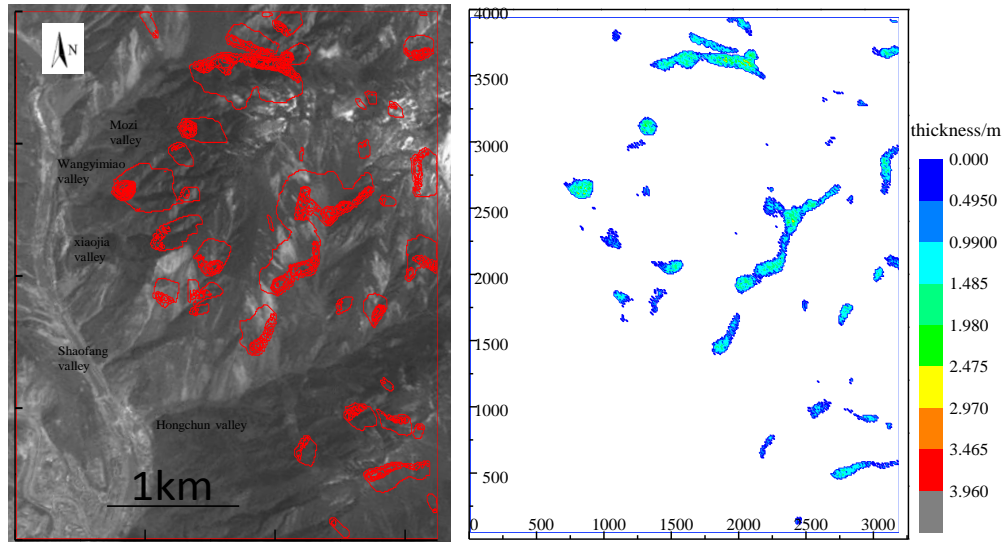 N
Mozi
valley
Wangyimiao
valley
xiaojia
valley
Shaofang
valley
Hongchun valley
1km
4000
3500
3000
2500
2000
1500
1000
500
0
500
1000
1500
2000
2500
3000
thickness/m
0.000
0.4950
0.9900
1.485
1.980
2.475
2.970
3.465
3.960